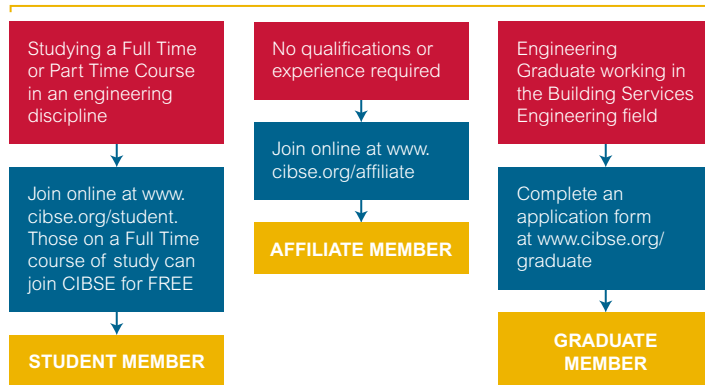 Studying a Full Time
or Part Time Course
in an engineering
discipline
Join online at www.
cibse.org/student.
Those on a Full Time
course of study can
join CIBSE for FREE
STUDENT MEMBER
No qualifications or
experience required
Join online at www.
cibse.org/affiliate
AFFILIATE MEMBER
Engineering
Graduate working in
the Building Services
Engineering field
Complete an
application form
at www.cibse.org/
graduate
GRADUATE
MEMBER